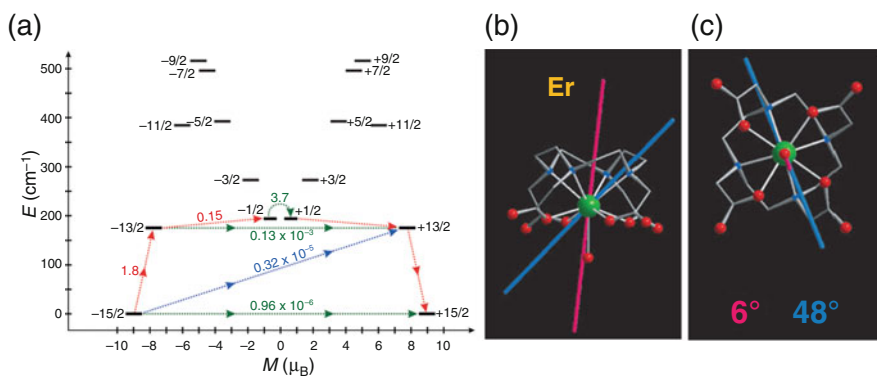 (a)
(b)
(c)
E (cm⁻¹)
500
400
300
200
100
0
−9/2
+9/2
−7/2
+7/2
−5/2
+5/2
−11/2
+11/2
−3/2
+3/2
3.7
−1/2
+1/2
0.15
−13/2
+13/2
0.13 x 10⁻³
0.32 x 10⁻⁵
1.8
0.96 x 10⁻⁶
−15/2
+15/2
−10 −8 −6 −4 −2 0 2 4 6 8 10
M (μB)
Er
6° 48°